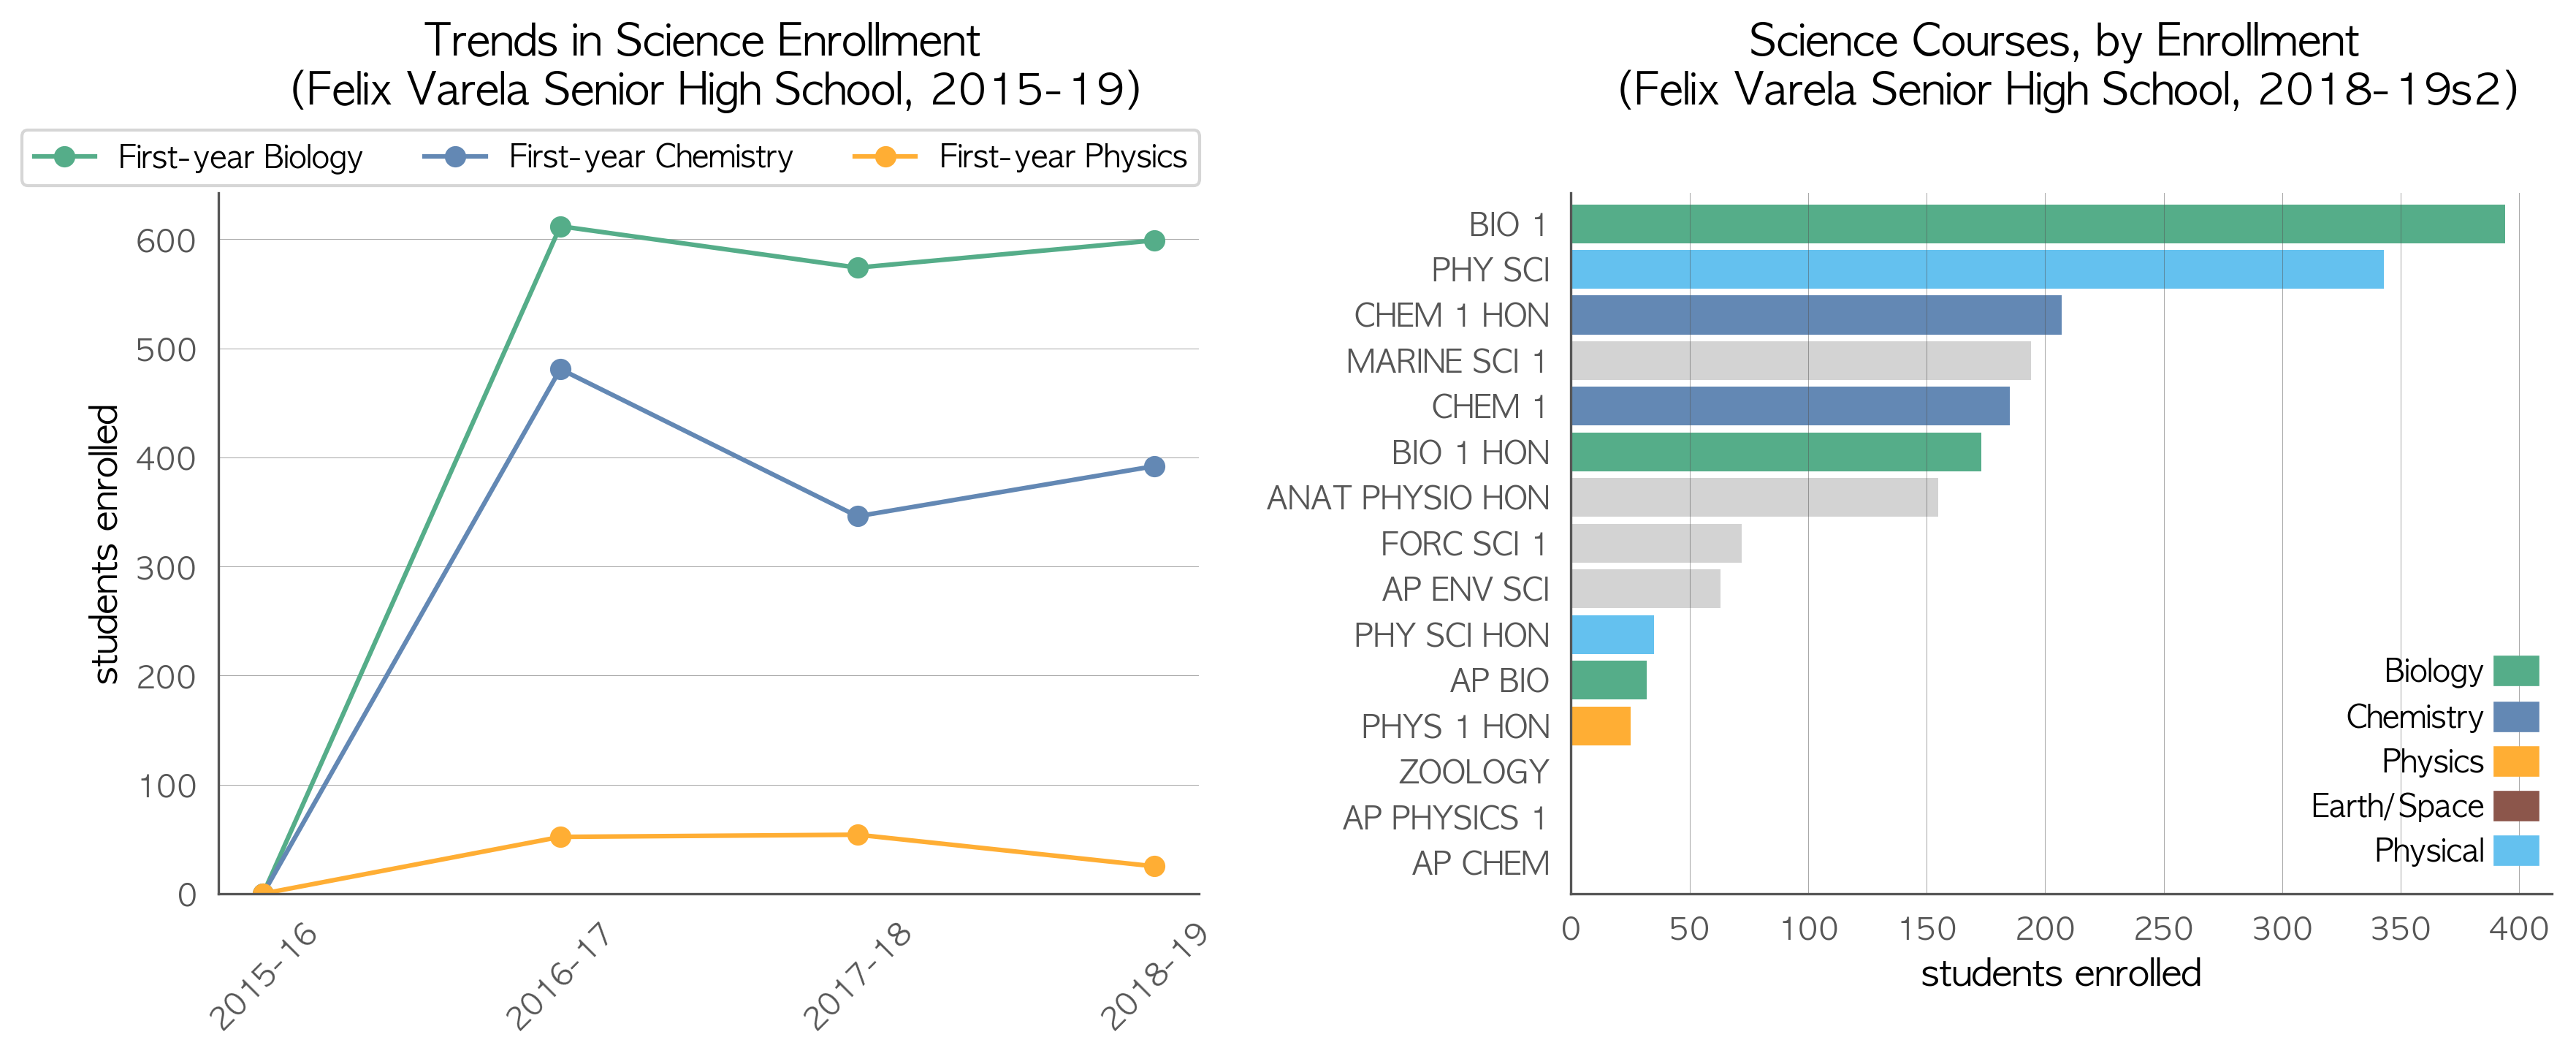 Trends in Science Enrollment
(Felix Varela Senior High School, 2015-19)
First-year Biology
First-year Chemistry
First-year Physics
600
500
400
300
200
100
0
students enrolled
2015-16
2016-17
2017-18
2018-19
Science Courses, by Enrollment
(Felix Varela Senior High School, 2018-19s2)
BIO 1
PHY SCI
CHEM 1 HON
MARINE SCI 1
CHEM 1
BIO 1 HON
ANAT PHYSIO HON
FORC SCI 1
AP ENV SCI
PHY SCI HON
AP BIO
PHYS 1 HON
ZOOLOGY
AP PHYSICS 1
AP CHEM
Biology
Chemistry
Physics
Earth/Space
Physical
0 50 100 150 200 250 300 350 400
students enrolled